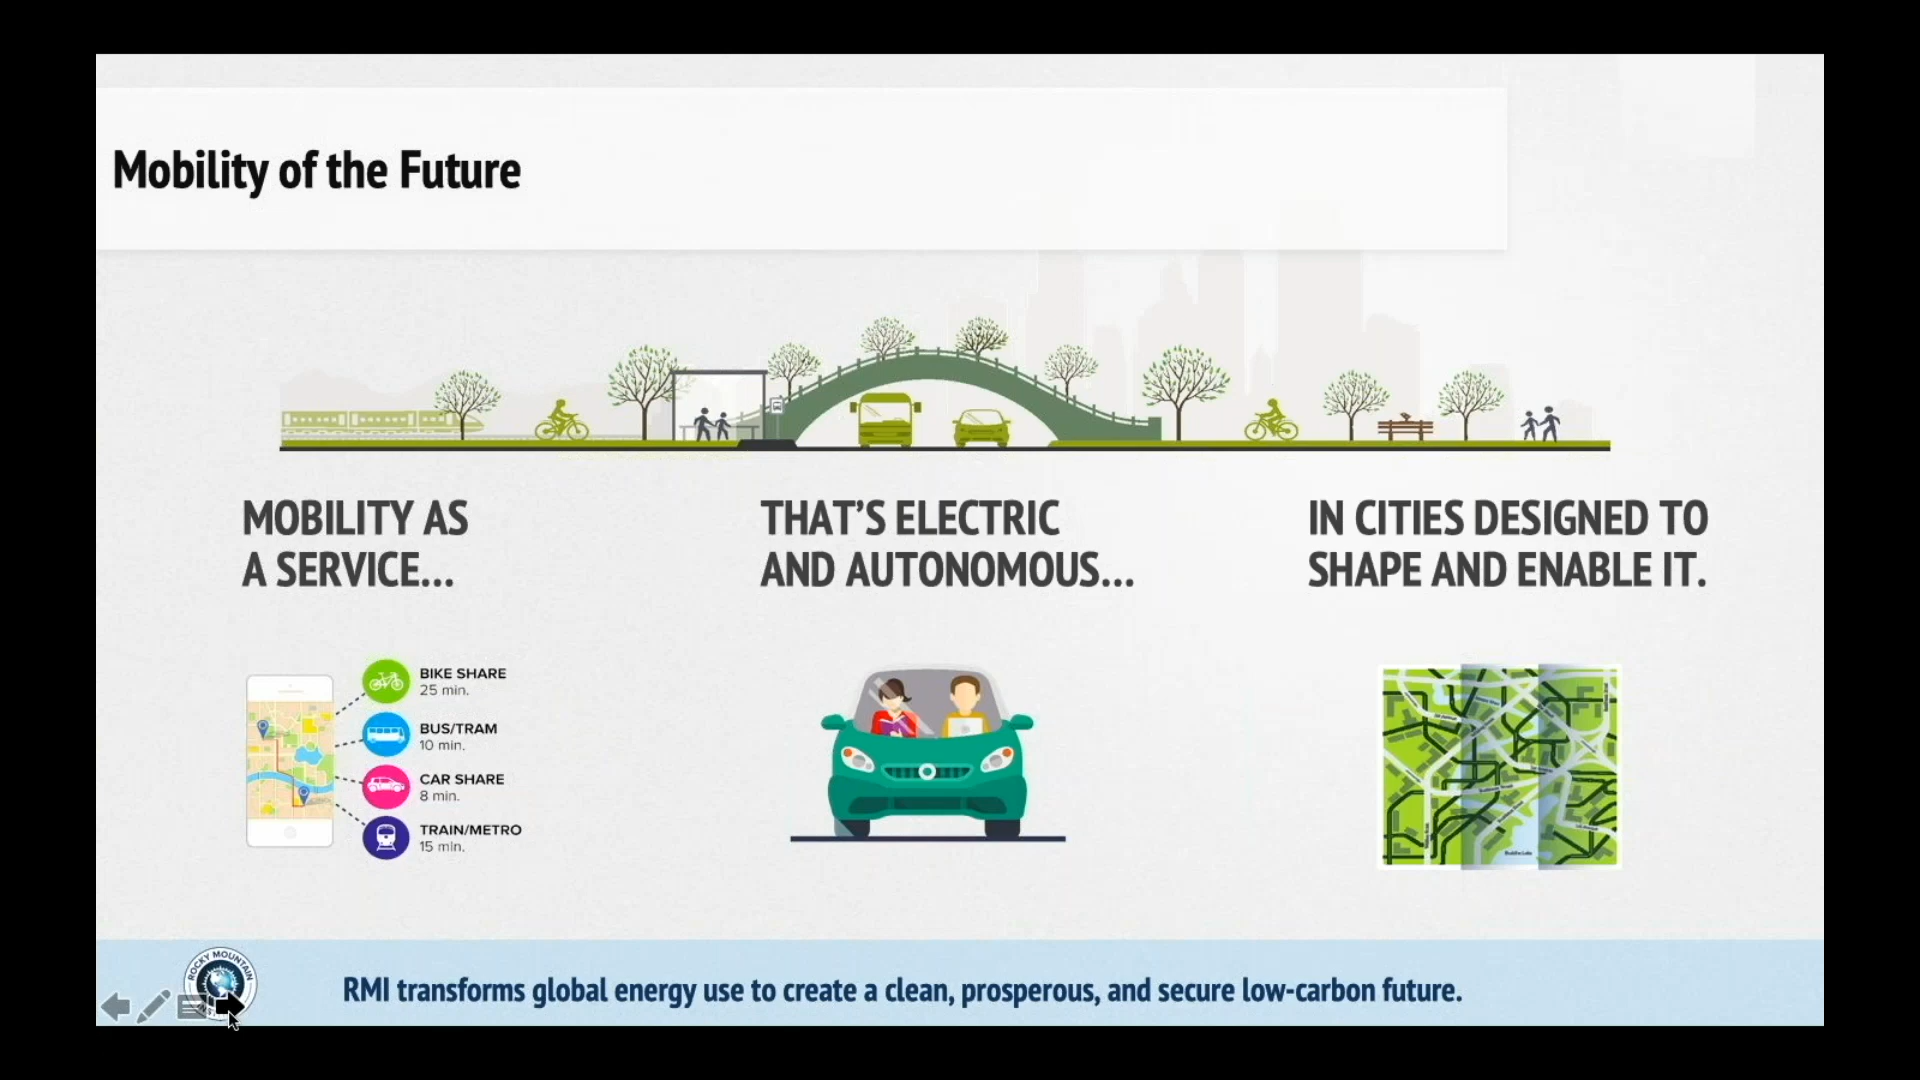 Mobility of the Future
MOBILITY AS
A SERVICE...
THAT'S ELECTRIC
AND AUTONOMOUS...
IN CITIES DESIGNED TO
SHAPE AND ENABLE IT.
BIKE SHARE
25 min.
BUS/TRAM
10 min.
CAR SHARE
8 min.
TRAIN/METRO
15 min.
ROCKY MOUNTAIN
RMI transforms global energy use to create a clean, prosperous, and secure low-carbon future.